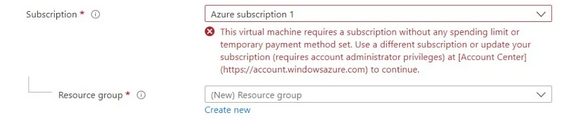 Subscription * ⓘ
Azure subscription 1
This virtual machine requires a subscription without any spending limit or
temporary payment method set. Use a different subscription or update your
subscription (requires account administrator privileges) at [Account Center]
(https://account.windowsazure.com) to continue.
Resource group * ⓘ
(New) Resource group
Create new